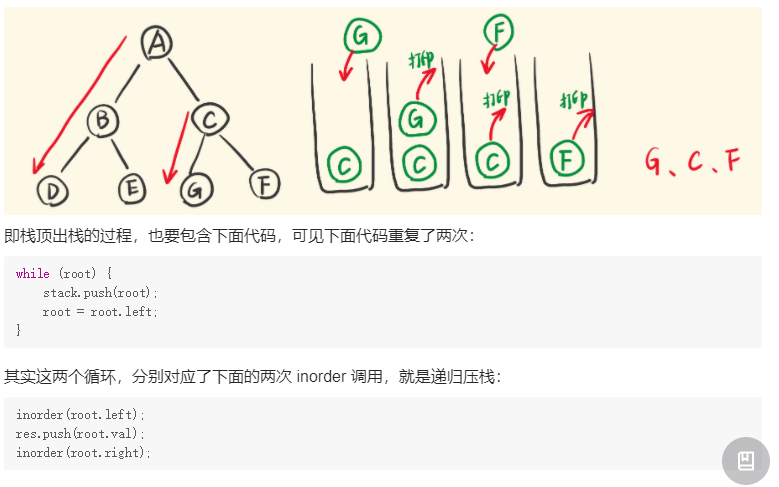 A
B
C
D
E
G
F
G
F
打印
打印
打印
G
C
C
C
F
G、C、F
即栈顶出栈的过程，也要包含下面代码，可见下面代码重复了两次：
while (root) {
stack.push(root);
root = root.left;
}
其实这两个循环，分别对应了下面的两次 inorder 调用，就是递归压栈：
inorder(root.left);
res.push(root.val);
inorder(root.right);